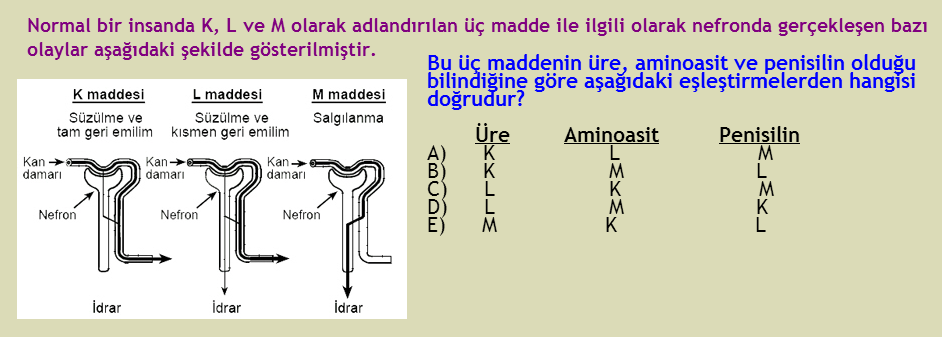 Normal bir insanda K, L ve M olarak adlandırılan üç madde ile ilgili olarak nefronda gerçekleşen bazı
olaylar aşağıdaki şekilde gösterilmiştir.
Bu üç maddenin üre, aminoasit ve penisilin olduğu
bilindiğine göre aşağıdaki eşleştirmelerden hangisi
doğrudur?
K maddesi L maddesi M maddesi
Süzülme ve Süzülme ve Salgılanma
tam geri emilim kısmen geri emilim
Kan Kan Kan
damarı damarı damarı
Nefron Nefron Nefron
İdrar İdrar İdrar
Üre Aminoasit Penisilin
A) K L M
B) K M L
C) L K M
D) L M K
E) M K L